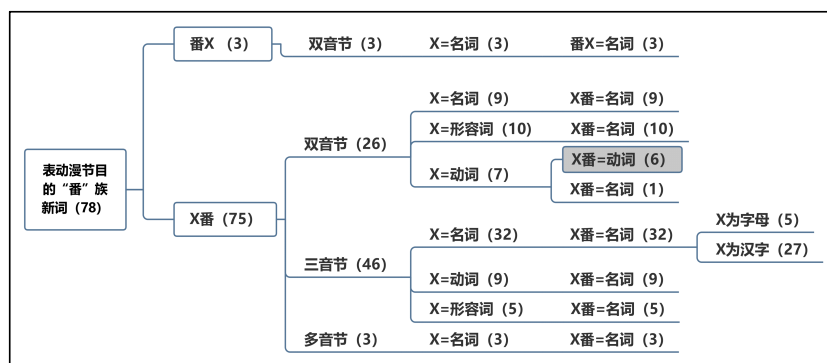 表动漫节目
的“番”族
新词（78）
番X （3）
双音节（3）
X=名词（3）
番X=名词（3）
X番（75）
双音节（26）
X=名词（9）
X番=名词（9）
X=形容词（10）
X番=名词（10）
X=动词（7）
X番=动词（6）
X番=名词（1）
三音节（46）
X=名词（32）
X番=名词（32）
X为字母（5）
X为汉字（27）
X=动词（9）
X番=名词（9）
X=形容词（5）
X番=名词（5）
多音节（3）
X=名词（3）
X番=名词（3）